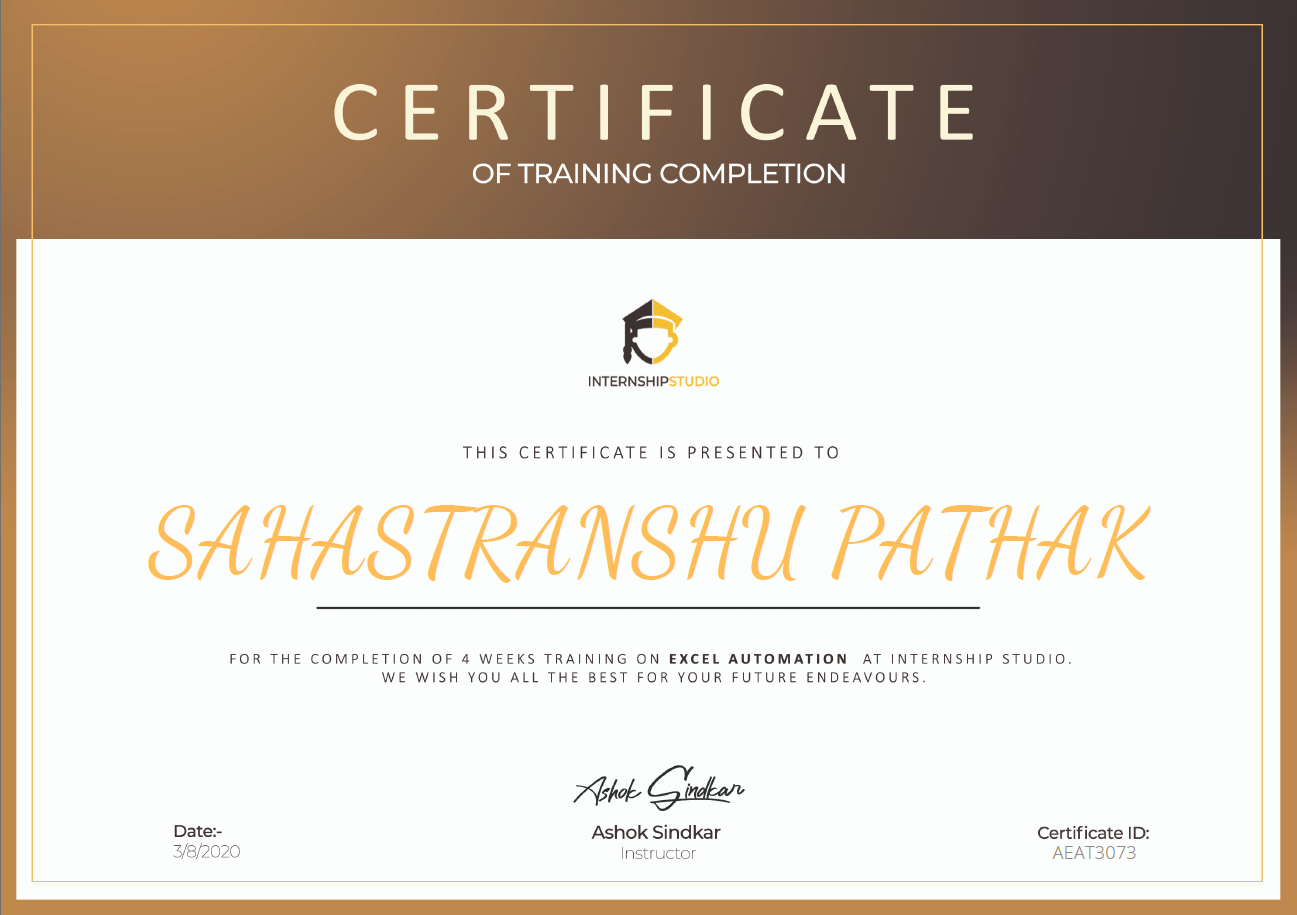 CERTIFICATE
OF TRAINING COMPLETION
INTERNSHIPSTUDIO
THIS CERTIFICATE IS PRESENTED TO
SAHASTRANSHU PATHAK
FOR THE COMPLETION OF 4 WEEKS TRAINING ON EXCEL AUTOMATION AT INTERNSHIP STUDIO.
WE WISH YOU ALL THE BEST FOR YOUR FUTURE ENDEAVOURS.
Ashok Sindkar
Date:-
3/8/2020
Ashok Sindkar
Instructor
Certificate ID:
AEAT3073